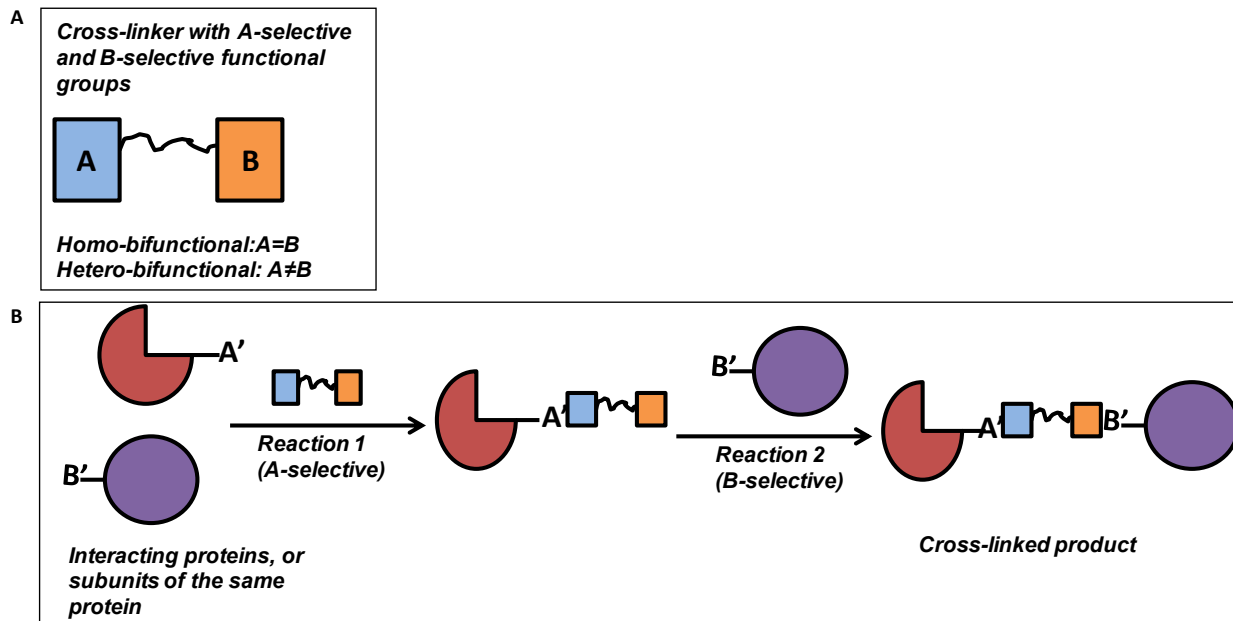 A
Cross-linker with A-selective
and B-selective functional
groups
A
B
Homo-bifunctional:A=B
Hetero-bifunctional: A≠B
B
A’
B’
Interacting proteins, or
subunits of the same
protein
Reaction 1
(A-selective)
A’
B’
Reaction 2
(B-selective)
A’
B’
Cross-linked product